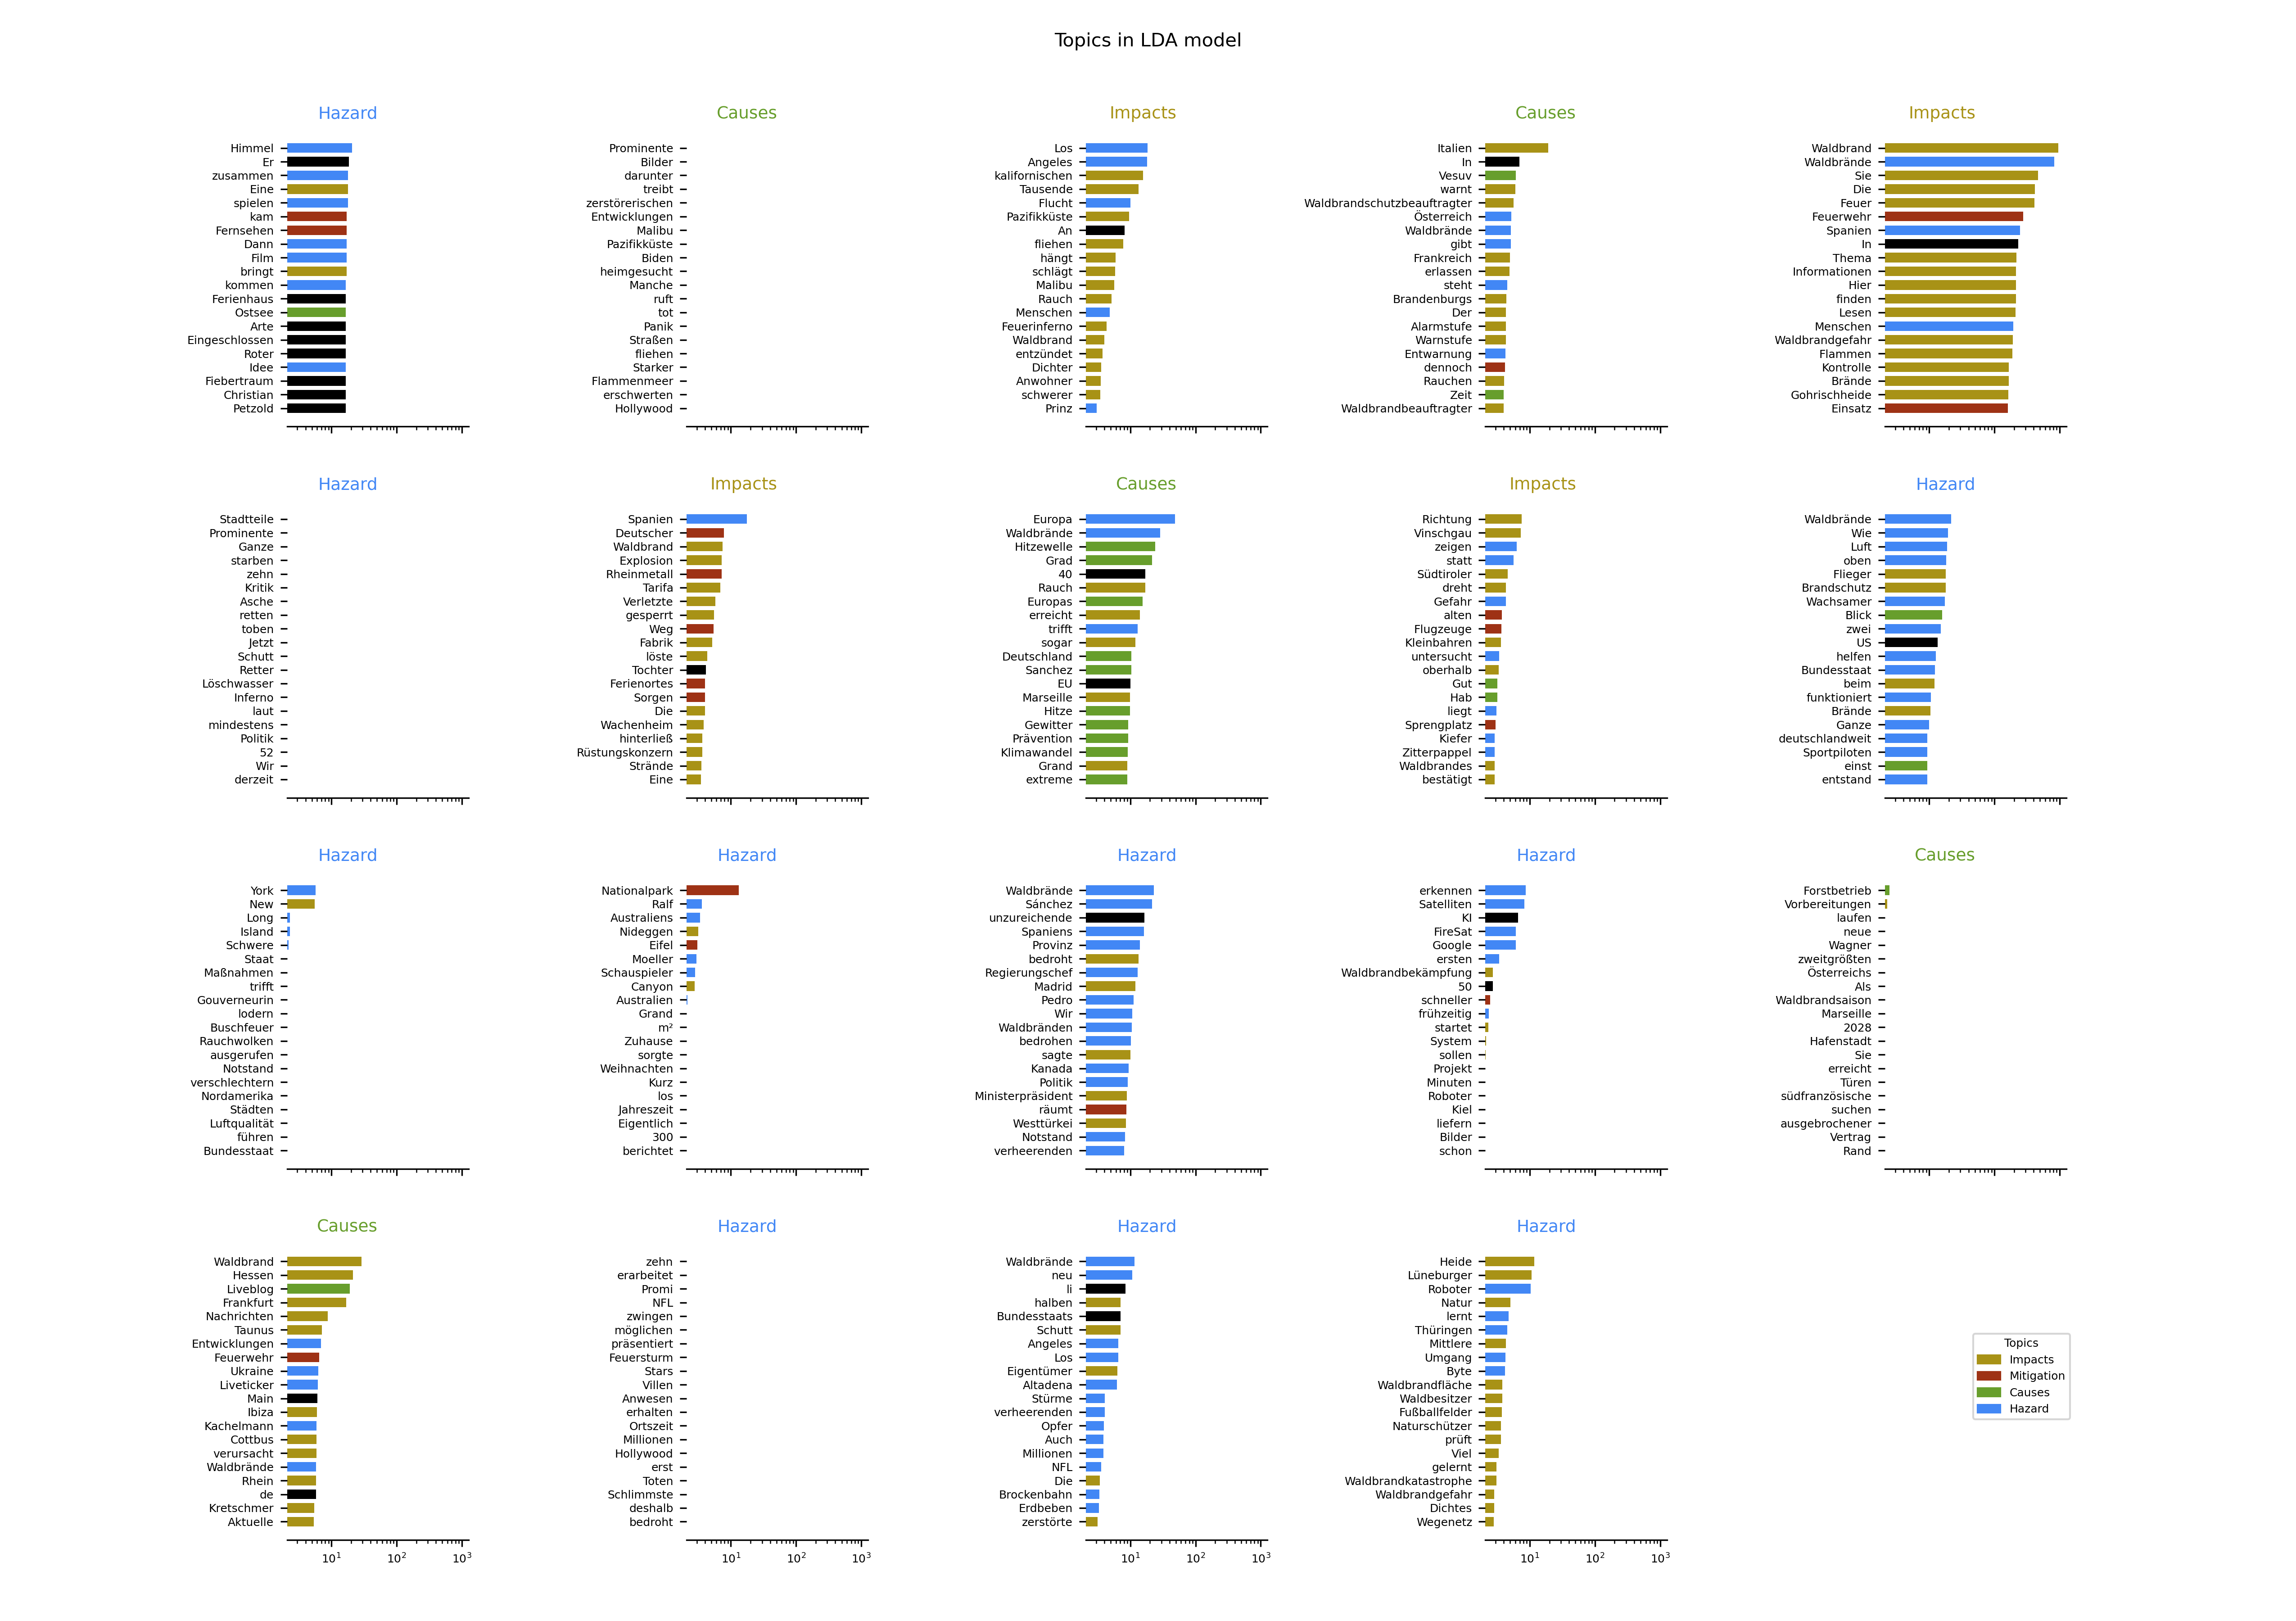 Topics in LDA model
Hazard
Himmel
Er
zusammen
Eine
spielen
kam
Fernsehen
Dann
Film
bringt
kommen
Ferienhaus
Ostsee
Arte
Eingeschlossen
Roter
Idee
Fiebertraum
Christian
Petzold
Causes
Prominente
Bilder
darunter
treibt
zerstörerischen
Entwicklungen
Malibu
Pazifikküste
Biden
heimgesucht
Manche
ruft
tot
Panik
Straßen
fliehen
Starker
Flammenmeer
erschwerten
Hollywood
Impacts
Los
Angeles
kalifornischen
Tausende
Flucht
Pazifikküste
An
fliehen
hängt
schlägt
Malibu
Rauch
Menschen
Feuerinferno
Waldbrand
entzündet
Dichter
Anwohner
schwerer
Prinz
Causes
Italien
In
Vesuv
warnt
Waldbrandschutzbeauftragter
Österreich
Waldbrände
gibt
Frankreich
erlassen
steht
Brandenburgs
Der
Alarmstufe
Warnstufe
Entwarnung
dennoch
Rauchen
Zeit
Waldbrandbeauftragter
Impacts
Waldbrand
Waldbrände
Sie
Die
Feuer
Feuerwehr
Spanien
In
Thema
Informationen
Hier
finden
Lesen
Menschen
Waldbrandgefahr
Flammen
Kontrolle
Brände
Gohrischheide
Einsatz
Hazard
Stadtteile
Prominente
Ganze
starben
zehn
Kritik
Asche
retten
toben
Jetzt
Schutt
Retter
Löschwasser
Inferno
laut
mindestens
Politik
52
Wir
derzeit
Impacts
Spanien
Deutscher
Waldbrand
Explosion
Rheinmetall
Tarifa
Verletzte
gesperrt
Weg
Fabrik
löste
Tochter
Ferienortes
Sorgen
Die
Wachenheim
hinterließ
Rüstungskonzern
Strände
Eine
Causes
Europa
Waldbrände
Hitzewelle
Grad
40
Rauch
Europas
erreicht
trifft
sogar
Deutschland
Sanchez
EU
Marseille
Hitze
Gewitter
Prävention
Klimawandel
Grand
extreme
Impacts
Richtung
Vinschgau
zeigen
statt
Südtiroler
dreht
Gefahr
alten
Flugzeuge
Kleinbahren
untersucht
oberhalb
Gut
Hab
liegt
Sprengplatz
Kiefer
Zitterpappel
Waldbrandes
bestätigt
Hazard
Waldbrände
Wie
Luft
oben
Flieger
Brandschutz
Wachsamer
Blick
zwei
US
helfen
Bundesstaat
beim
funktioniert
Brände
Ganze
deutschlandweit
Sportpiloten
einst
entstand
Hazard
York
New
Long
Island
Schwere
Staat
Maßnahmen
trifft
Gouverneurin
lodern
Buschfeuer
Rauchwolken
ausgerufen
Notstand
verschlechtern
Nordamerika
Städten
Luftqualität
führen
Bundesstaat
Hazard
Nationalpark
Ralf
Australiens
Nideggen
Eifel
Moeller
Schauspieler
Canyon
Australien
Grand
m²
Zuhause
sorgte
Weihnachten
Kurz
los
Jahreszeit
Eigentlich
300
berichtet
Hazard
Waldbrände
Sánchez
unzureichende
Spaniens
Provinz
bedroht
Regierungschef
Madrid
Pedro
Wir
Waldbränden
bedrohen
sagte
Kanada
Politik
Ministerpräsident
räumt
Westtürkei
Notstand
verheerenden
Hazard
erkennen
Satelliten
KI
FireSat
Google
ersten
Waldbrandbekämpfung
50
schneller
frühzeitig
startet
System
sollen
Projekt
Minuten
Roboter
Kiel
liefern
Bilder
schon
Causes
Forstbetrieb
Vorbereitungen
laufen
neue
Wagner
zweitgrößten
Österreichs
Als
Waldbrandsaison
Marseille
2028
Hafenstadt
Sie
erreicht
Türen
südfranzösische
suchen
ausgebrochener
Vertrag
Rand
Causes
Waldbrand
Hessen
Liveblog
Frankfurt
Nachrichten
Taunus
Entwicklungen
Feuerwehr
Ukraine
Liveticker
Main
Ibiza
Kachelmann
Cottbus
verursacht
Waldbrände
Rhein
de
Kretschmer
Aktuelle
10¹ 10² 10³
Hazard
zehn
erarbeitet
Promi
NFL
zwingen
möglichen
präsentiert
Feuersturm
Stars
Villen
Anwesen
erhalten
Ortszeit
Millionen
Hollywood
erst
Toten
Schlimmste
deshalb
bedroht
10¹ 10² 10³
Hazard
Waldbrände
neu
li
halben
Bundesstaats
Schutt
Angeles
Los
Eigentümer
Altadena
Stürme
verheerenden
Opfer
Auch
Millionen
NFL
Die
Brockenbahn
Erdbeben
zerstörte
10¹ 10² 10³
Hazard
Heide
Lüneburger
Roboter
Natur
lernt
Thüringen
Mittlere
Umgang
Byte
Waldbrandfläche
Waldbesitzer
Fußballfelder
Naturschützer
prüft
Viel
gelernt
Waldbrandkatastrophe
Waldbrandgefahr
Dichtes
Wegenetz
10¹ 10² 10³
Topics
Impacts
Mitigation
Causes
Hazard